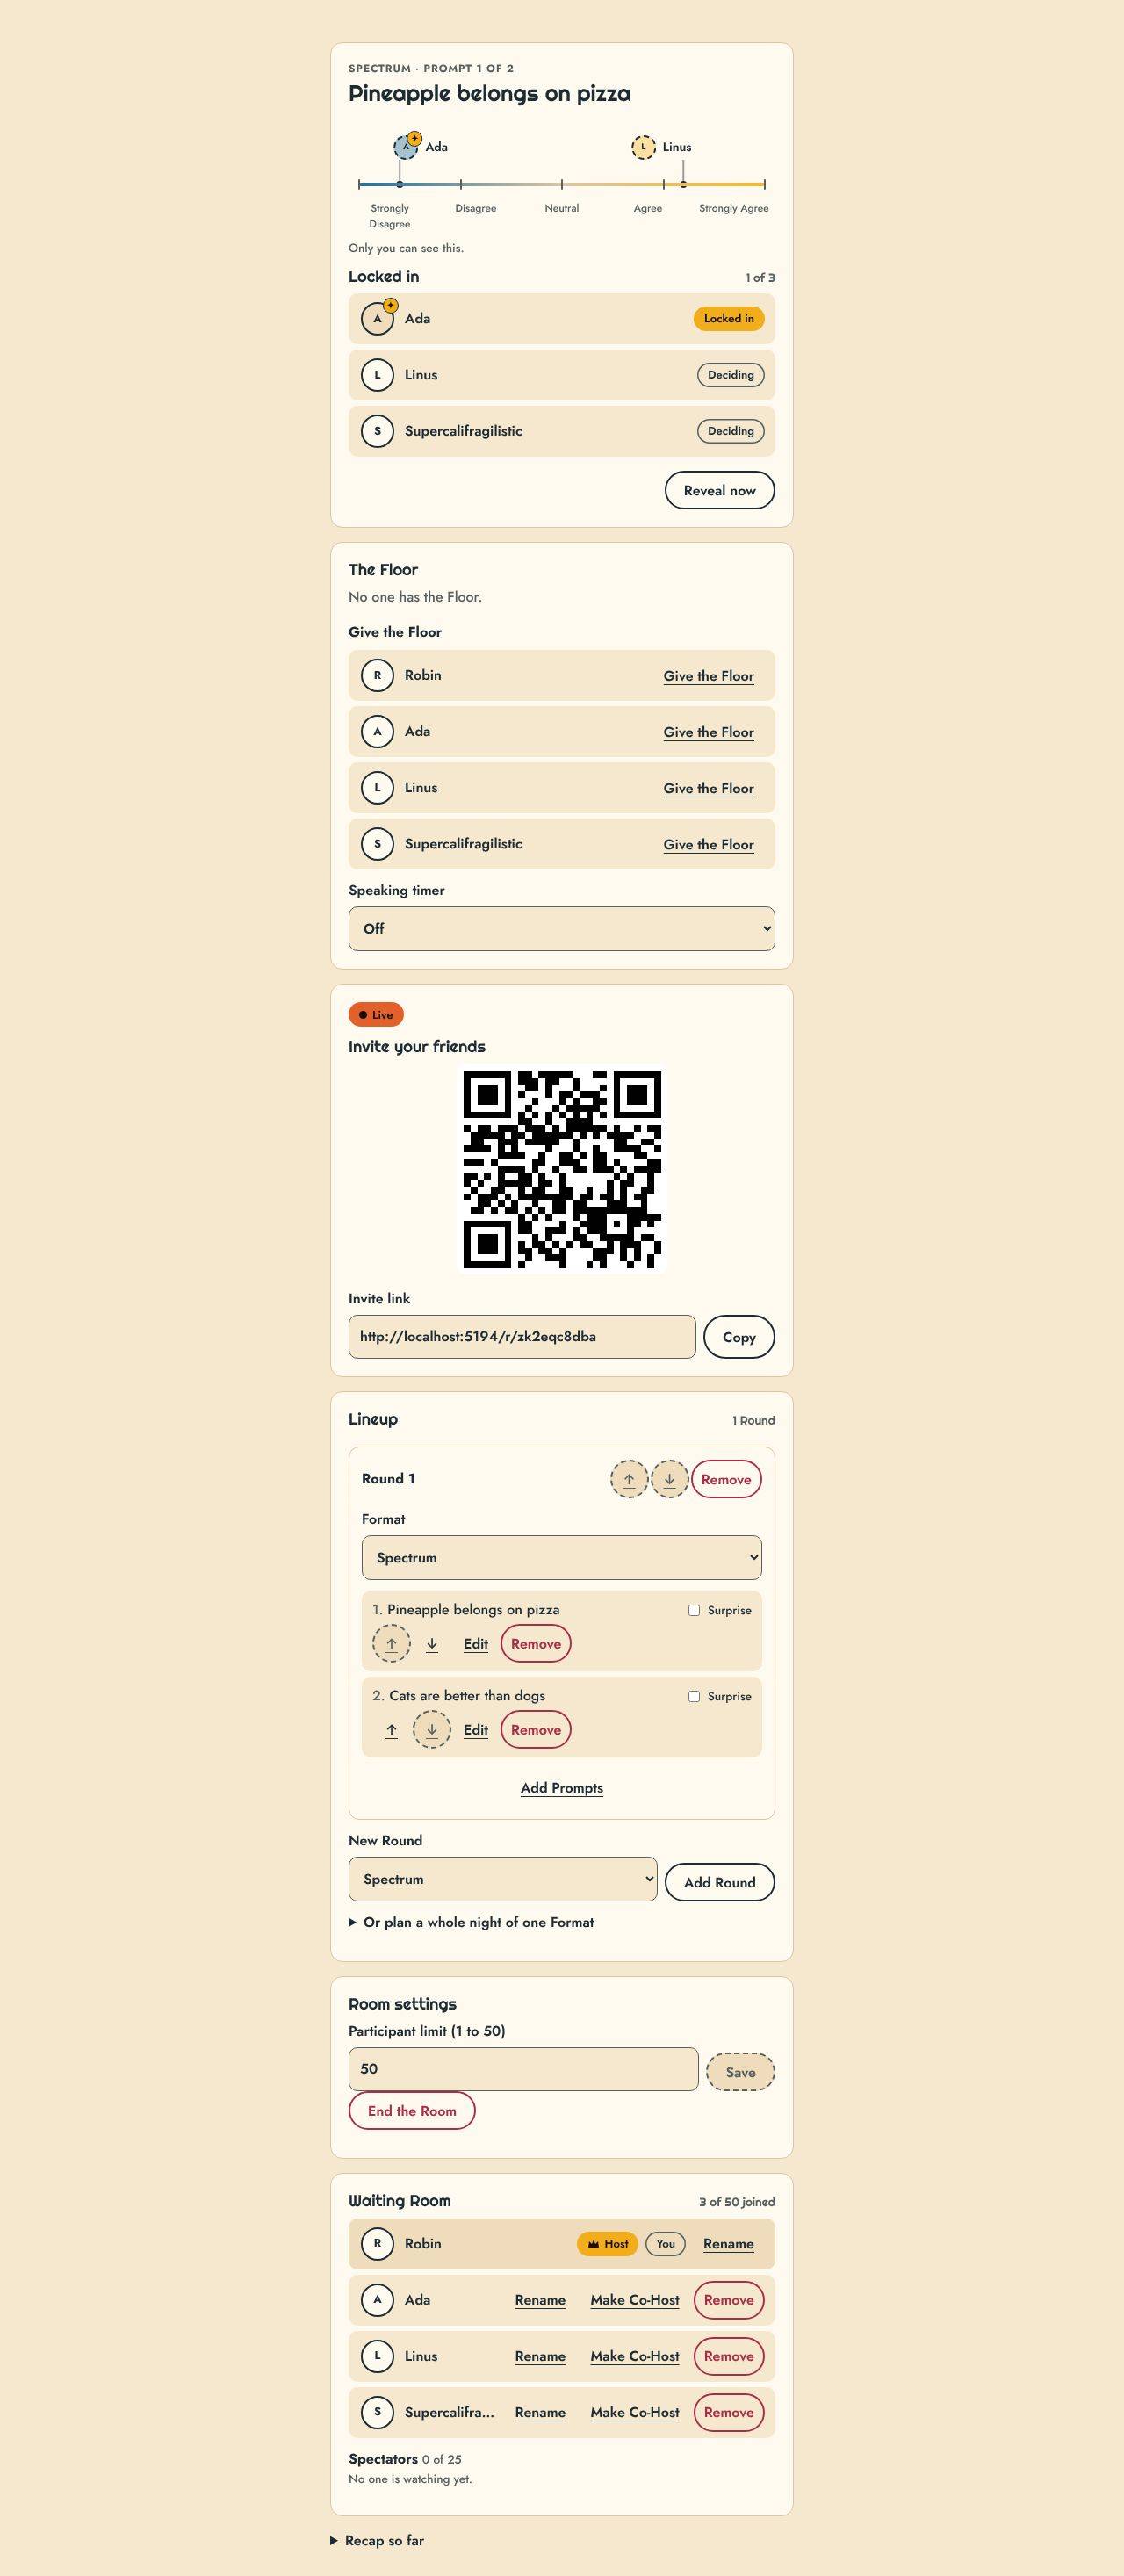 SPECTRUM · PROMPT 1 OF 2
Pineapple belongs on pizza
A Ada
L Linus
Strongly Disagree Disagree Neutral Agree Strongly Agree
Only you can see this.
Locked in 1 of 3
A Ada Locked in
L Linus Deciding
S Supercalifragilistic Deciding
Reveal now
The Floor
No one has the Floor.
Give the Floor
R Robin Give the Floor
A Ada Give the Floor
L Linus Give the Floor
S Supercalifragilistic Give the Floor
Speaking timer
Off
Live
Invite your friends
Invite link
http://localhost:5194/r/zk2eqc8dba Copy
Lineup 1 Round
Round 1 ↑ ↓ Remove
Format
Spectrum
1. Pineapple belongs on pizza Surprise
↑ ↓ Edit Remove
2. Cats are better than dogs Surprise
↑ ↓ Edit Remove
Add Prompts
New Round
Spectrum Add Round
Or plan a whole night of one Format
Room settings
Participant limit (1 to 50)
50 Save
End the Room
Waiting Room 3 of 50 joined
R Robin Host You Rename
A Ada Rename Make Co-Host Remove
L Linus Rename Make Co-Host Remove
S Supercalifra... Rename Make Co-Host Remove
Spectators 0 of 25
No one is watching yet.
Recap so far